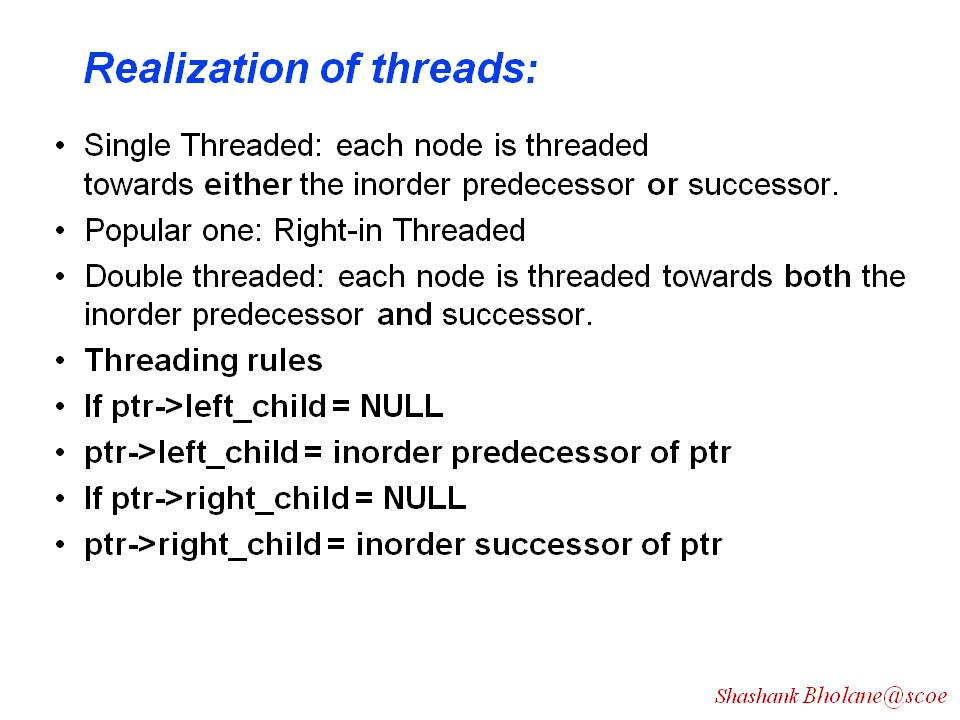 Realization of threads:
• Single Threaded: each node is threaded
towards either the inorder predecessor or successor.
• Popular one: Right-in Threaded
• Double threaded: each node is threaded towards both the
inorder predecessor and successor.
• Threading rules
• If ptr->left_child = NULL
• ptr->left_child = inorder predecessor of ptr
• If ptr->right_child = NULL
• ptr->right_child = inorder successor of ptr
Shashank Bholane@scoe